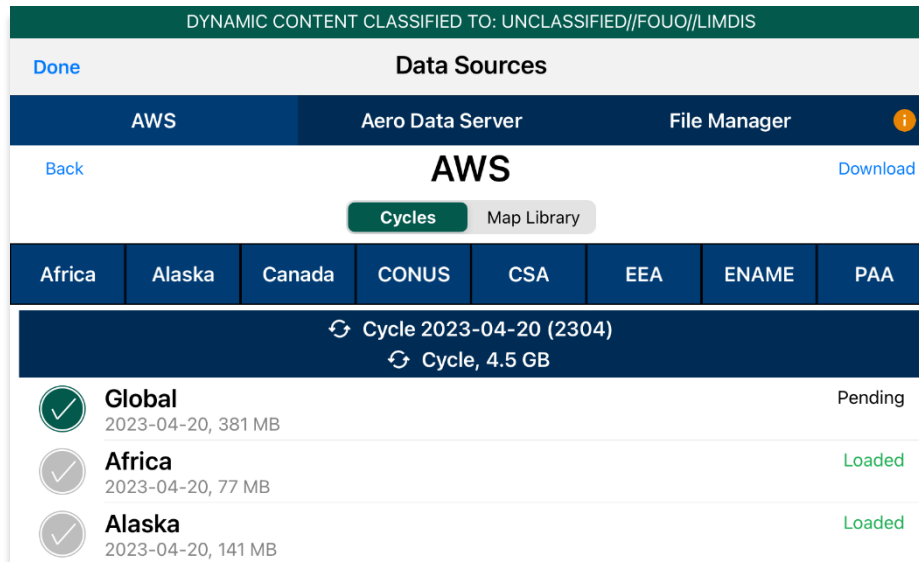 DYNAMIC CONTENT CLASSIFIED TO: UNCLASSIFIED//FOUO//LIMDIS
Done
Data Sources
AWS
Aero Data Server
File Manager
i
Back
AWS
Download
Cycles
Map Library
Africa
Alaska
Canada
CONUS
CSA
EEA
ENAME
PAA
Cycle 2023-04-20 (2304)
Cycle, 4.5 GB
Global
Pending
2023-04-20, 381 MB
Africa
Loaded
2023-04-20, 77 MB
Alaska
Loaded
2023-04-20, 141 MB